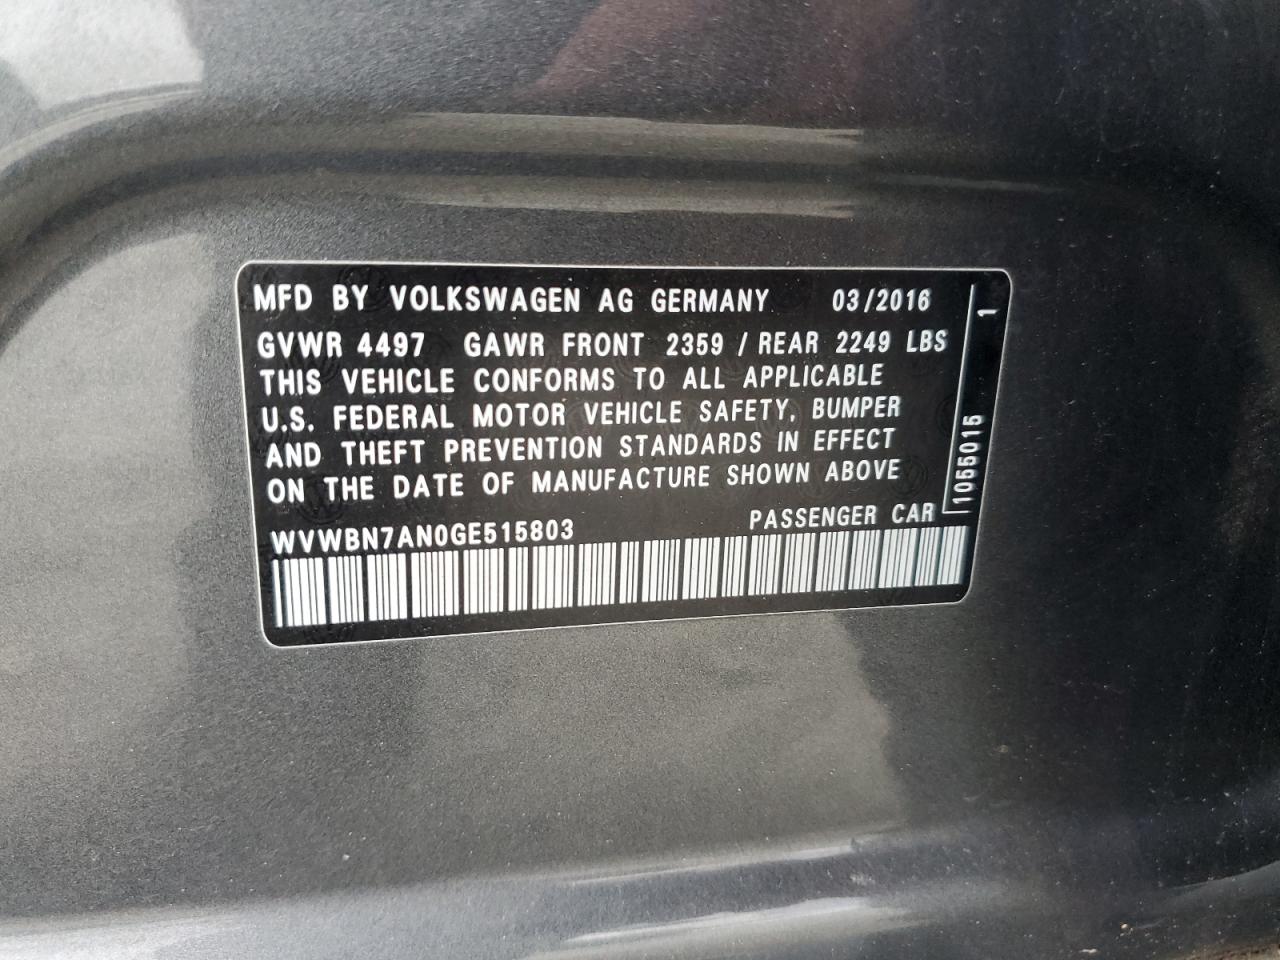 MFD BY VOLKSWAGEN AG GERMANY 03/2016
GVWR 4497 GAWR FRONT 2359 / REAR 2249 LBS
THIS VEHICLE CONFORMS TO ALL APPLICABLE
U.S. FEDERAL MOTOR VEHICLE SAFETY, BUMPER
AND THEFT PREVENTION STANDARDS IN EFFECT
ON THE DATE OF MANUFACTURE SHOWN ABOVE
WVWBN7AN0GE515803 PASSENGER CAR
1055015 1